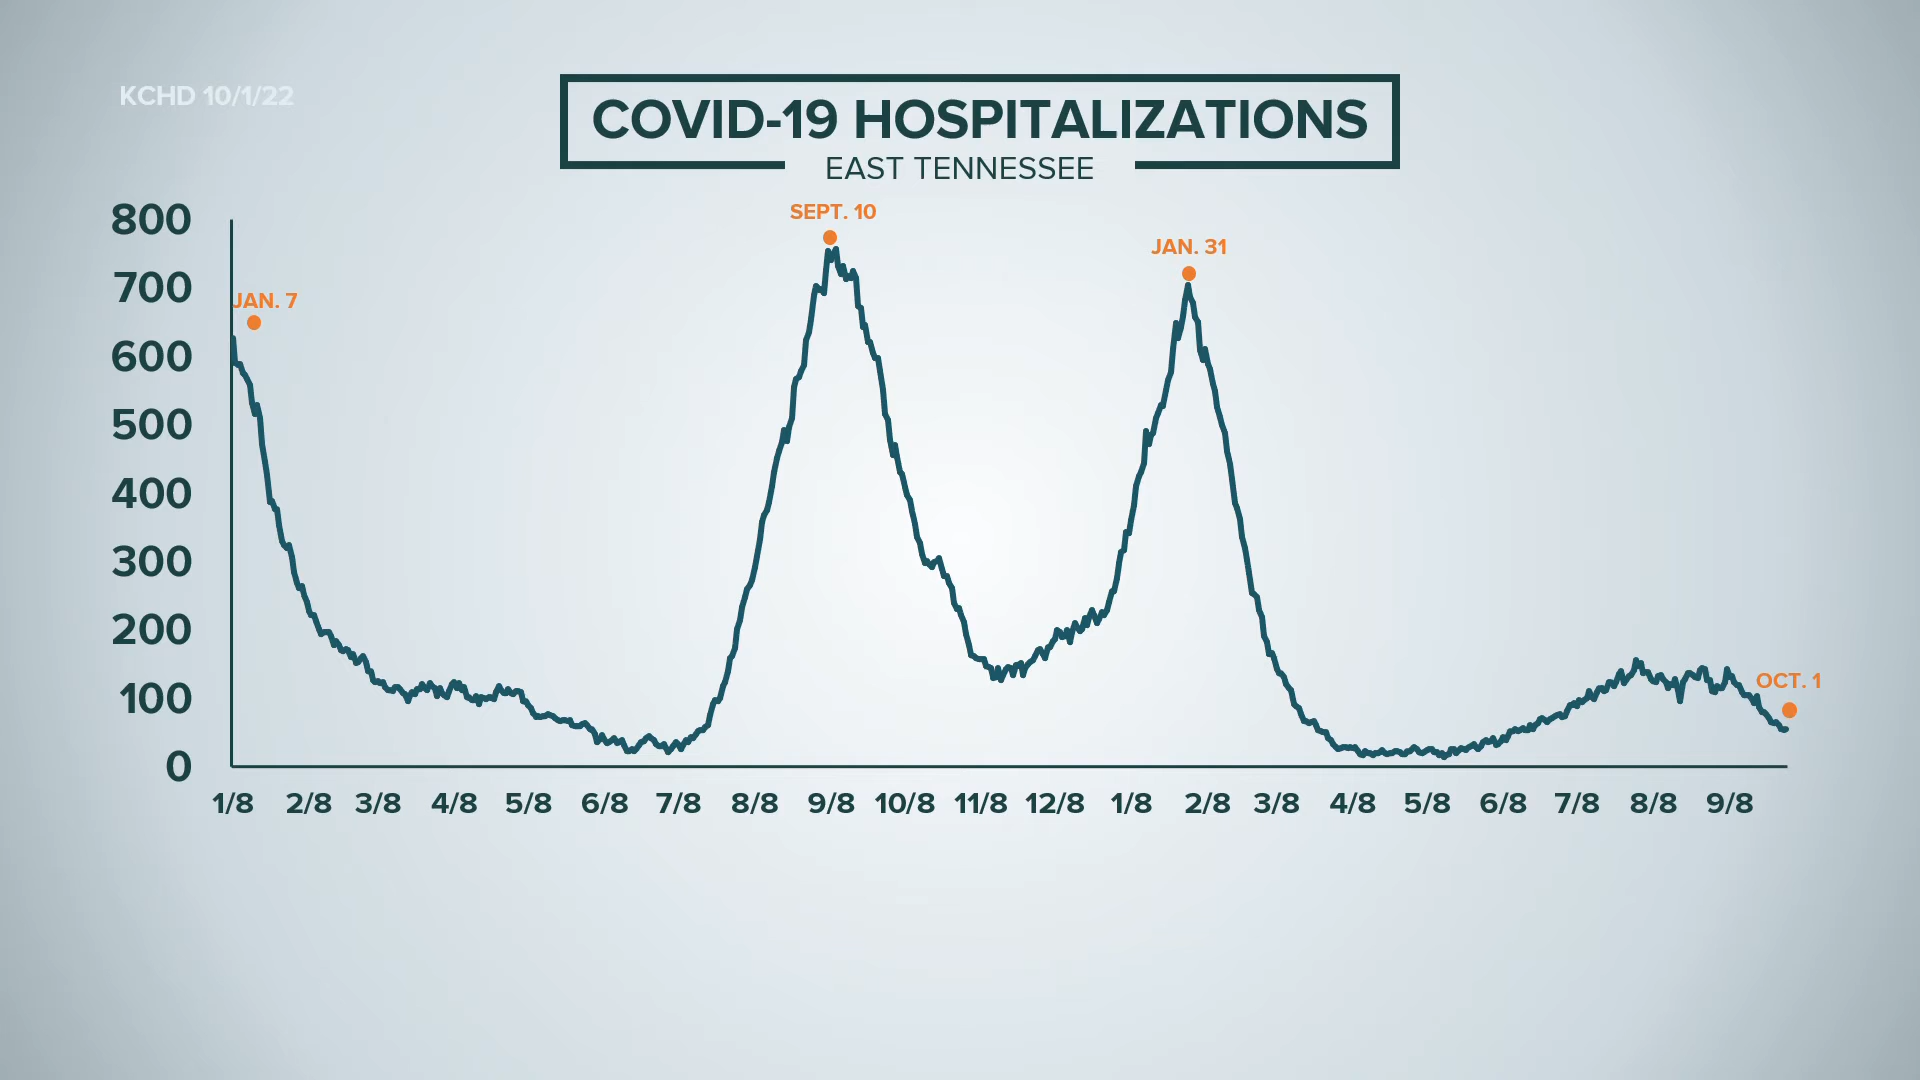 KCHD 10/1/22
COVID-19 HOSPITALIZATIONS
EAST TENNESSEE
SEPT. 10
JAN. 31
JAN. 7
OCT. 1
800
700
600
500
400
300
200
100
0
1/8 2/8 3/8 4/8 5/8 6/8 7/8 8/8 9/8 10/8 11/8 12/8 1/8 2/8 3/8 4/8 5/8 6/8 7/8 8/8 9/8